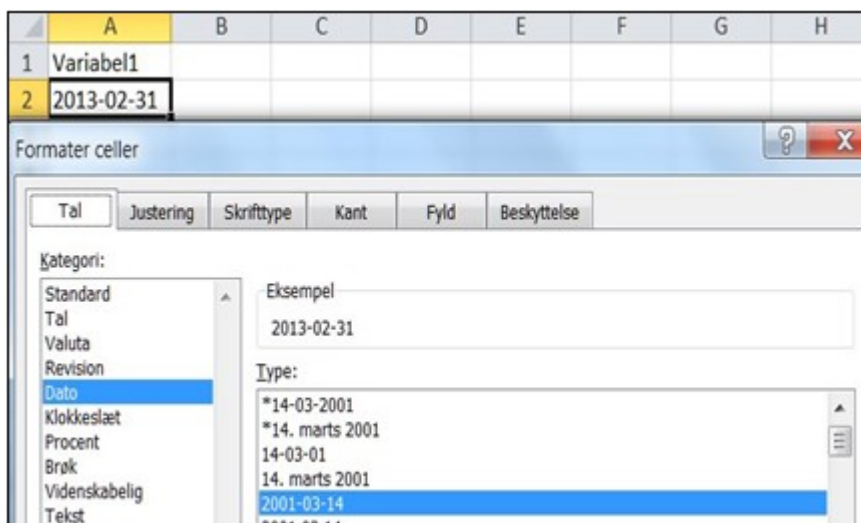 A B C D E F G H
1 Variabel1
2 2013-02-31
Formater celler
Tal Justering Skrifttype Kant Fyld Beskyttelse
Kategori:
Standard
Tal
Valuta
Revision
Dato
Klokkeslæt
Procent
Brøk
Videnskabelig
Tekst
Eksempel
2013-02-31
Type:
*14-03-2001
*14. marts 2001
14-03-01
14. marts 2001
2001-03-14